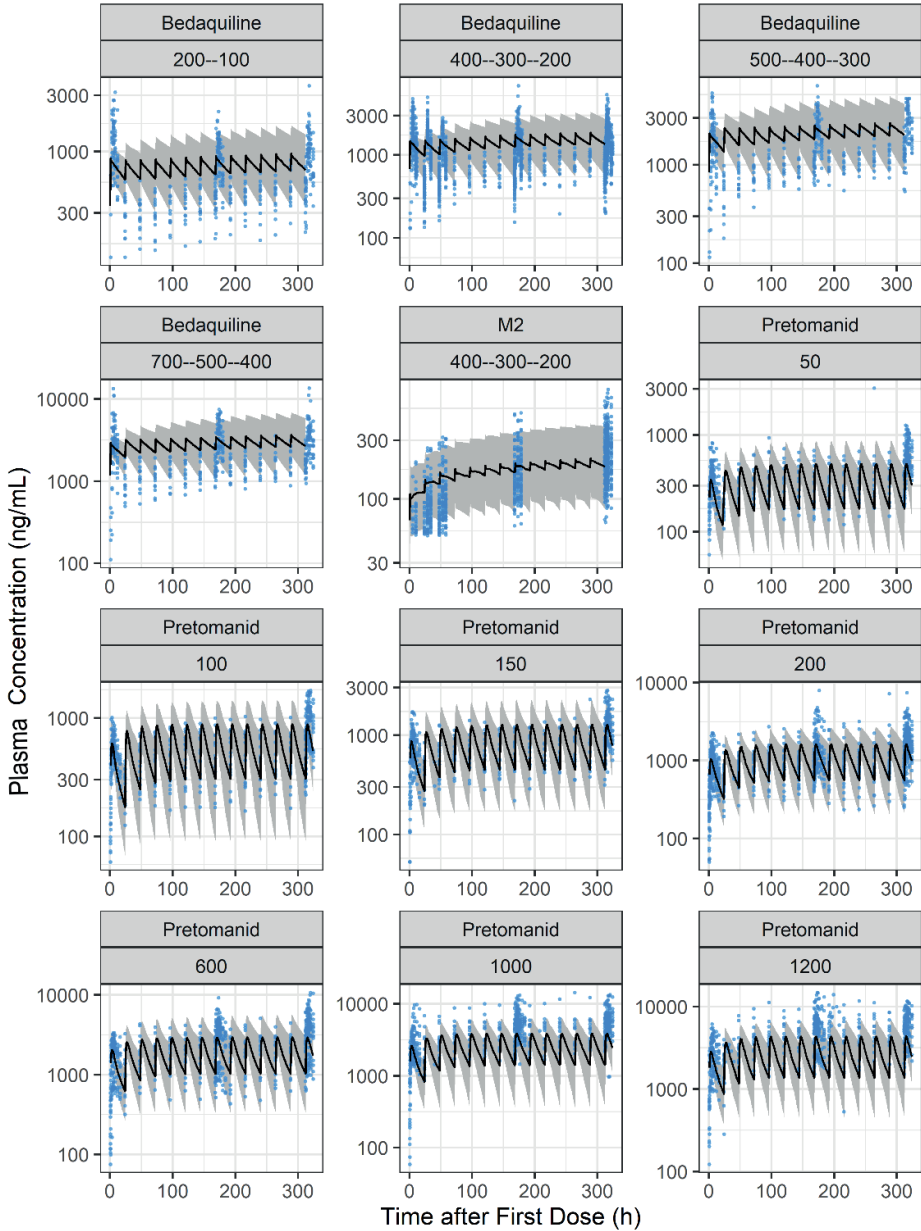 Bedaquiline Bedaquiline Bedaquiline
200--100 400--300--200 500--400--300
3000
1000
300
0 100 200 300
3000
1000
300
100
0 100 200 300
3000
1000
300
100
0 100 200 300
Bedaquiline M2 Pretomanid
700--500--400 400--300--200 50
10000
1000
100
0 100 200 300
300
100
30
0 100 200 300
3000
1000
300
100
0 100 200 300
Pretomanid Pretomanid Pretomanid
100 150 200
1000
300
100
0 100 200 300
3000
1000
300
100
0 100 200 300
10000
1000
100
0 100 200 300
Pretomanid Pretomanid Pretomanid
600 1000 1200
10000
1000
100
0 100 200 300
10000
1000
100
0 100 200 300
10000
1000
100
0 100 200 300
Plasma Concentration (ng/mL)
Time after First Dose (h)